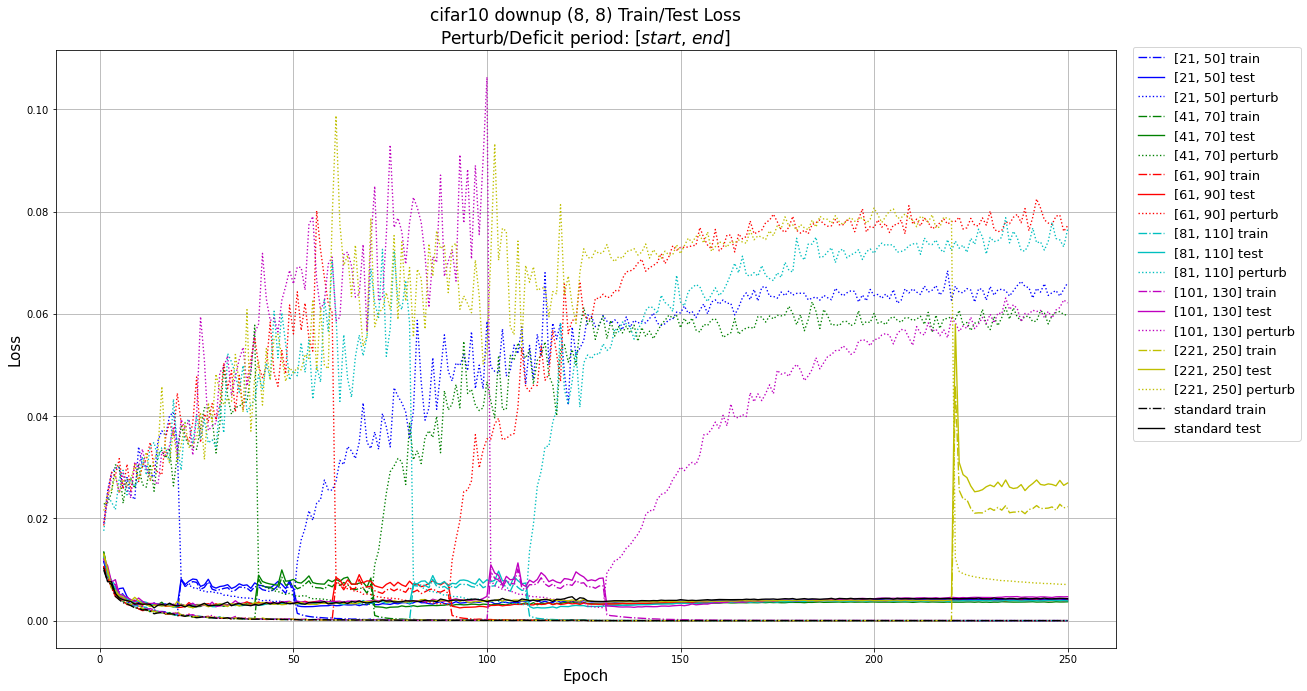 cifar10 downup (8, 8) Train/Test Loss
Perturb/Deficit period: [start, end]
Loss
0.10
0.08
0.06
0.04
0.02
0.00
0
50
100
150
200
250
Epoch
[21, 50] train
[21, 50] test
[21, 50] perturb
[41, 70] train
[41, 70] test
[41, 70] perturb
[61, 90] train
[61, 90] test
[61, 90] perturb
[81, 110] train
[81, 110] test
[81, 110] perturb
[101, 130] train
[101, 130] test
[101, 130] perturb
[221, 250] train
[221, 250] test
[221, 250] perturb
standard train
standard test